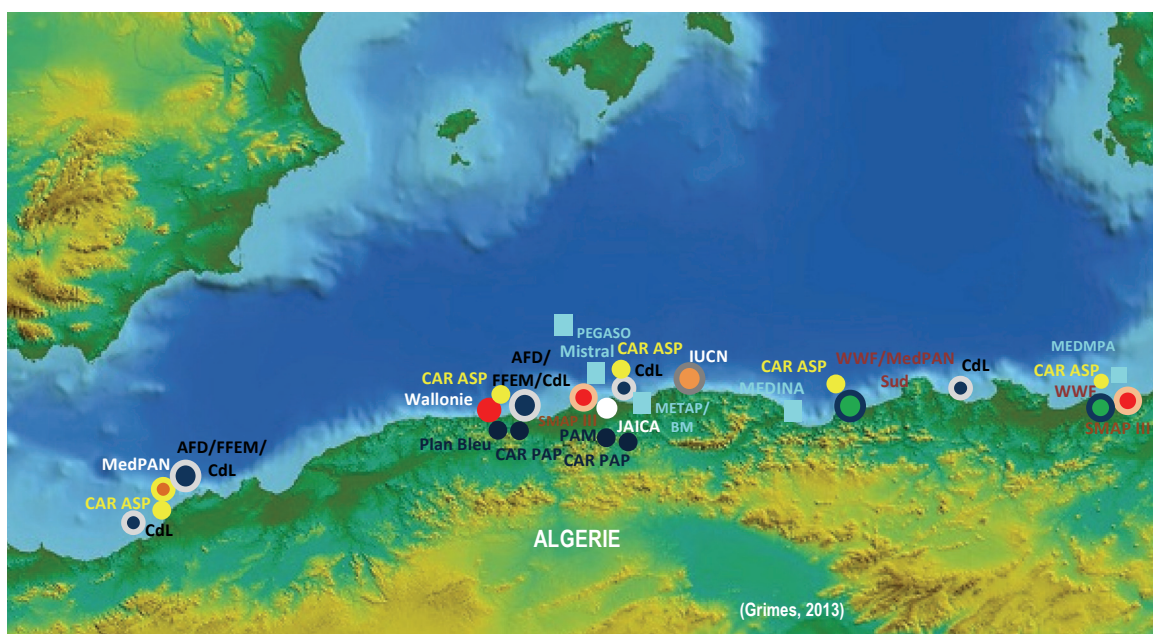 PEGASO
Mistral
CAR ASP
CdL
IUCN
AFD/
FFEM/CdL
CAR ASP
Wallonie
SMAP III
METAP/
BM
JAICA
PAM
CAR PAP
Plan Bleu
CAR PAP
MEDINA
CAR ASP
WWF/MedPAN
Sud
CdL
MEDMPA
CAR ASP
WWF
SMAP III
AFD/FFEM/
CdL
MedPAN
CAR ASP
CdL
ALGERIE
(Grimes, 2013)